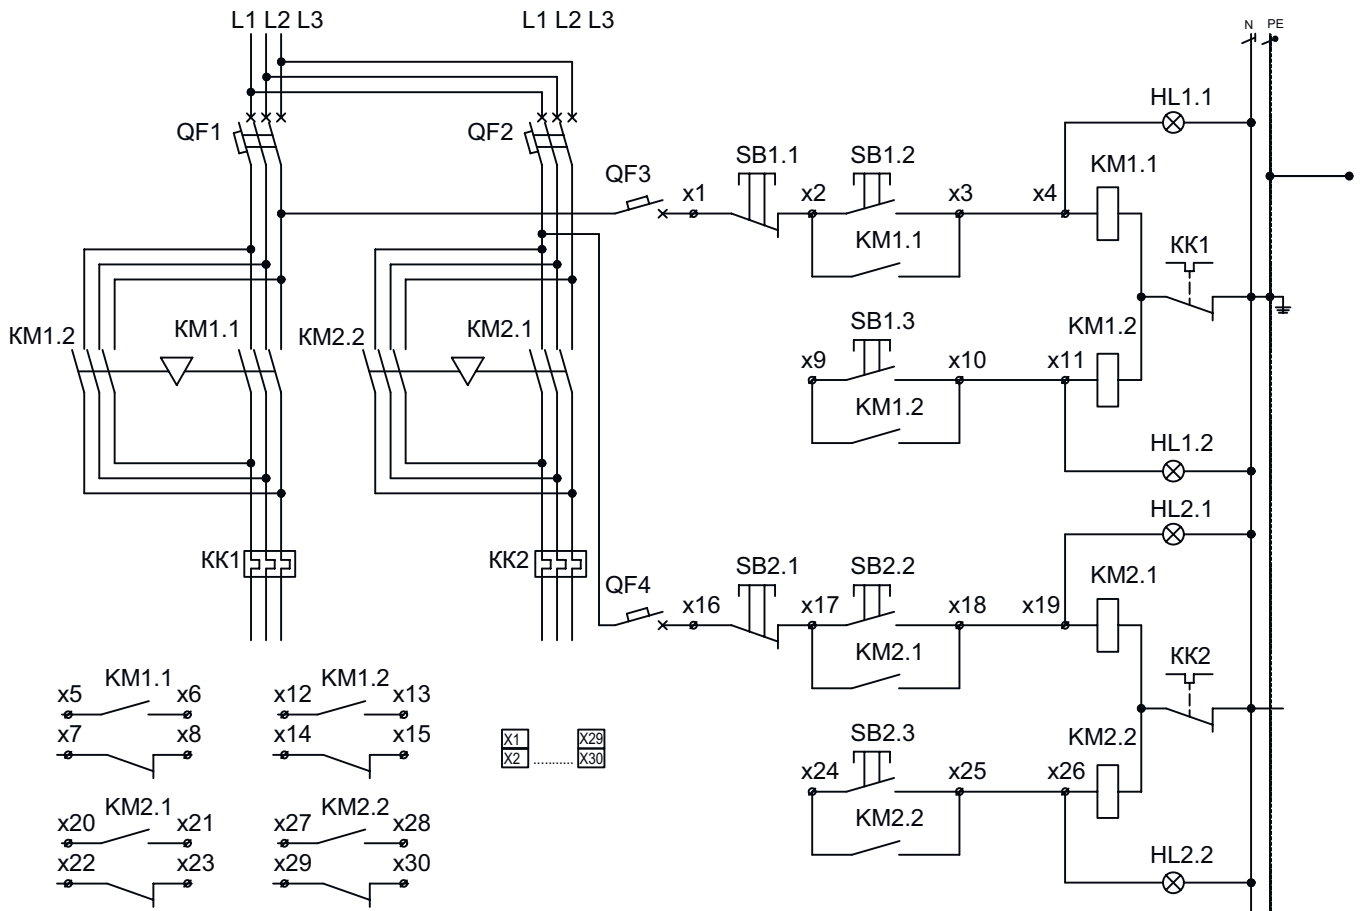 L1 L2 L3
L1 L2 L3
N
PE
QF1
QF2
QF3
x1
SB1.1
x2
SB1.2
x3
x4
HL1.1
KM1.1
KM1.1
KK1
KM1.2
KM1.1
KM2.2
KM2.1
SB1.3
x9
x10
x11
KM1.2
KM1.2
HL1.2
HL2.1
KK1
KK2
QF4
x16
SB2.1
x17
SB2.2
x18
x19
KM2.1
KM2.1
KK2
KM1.1
x5
x6
x7
x8
KM1.2
x12
x13
x14
x15
X1
X29
X2
...........
X30
SB2.3
x24
x25
x26
KM2.2
KM2.2
HL2.2
KM2.1
x20
x21
x22
x23
KM2.2
x27
x28
x29
x30